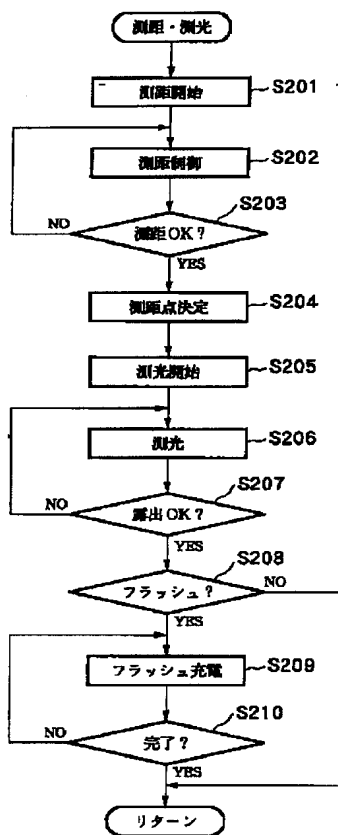 測距・測光
測距開始
S201
測距制御
S202
S203
測距OK?
NO
YES
測距点決定
S204
測光開始
S205
測光
S206
S207
露出OK?
NO
YES
S208
フラッシュ?
NO
YES
フラッシュ充電
S209
S210
完了?
NO
YES
リターン